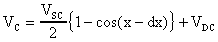 V_C = V_SC/2 {1-cos(x-dx)}+V_DC